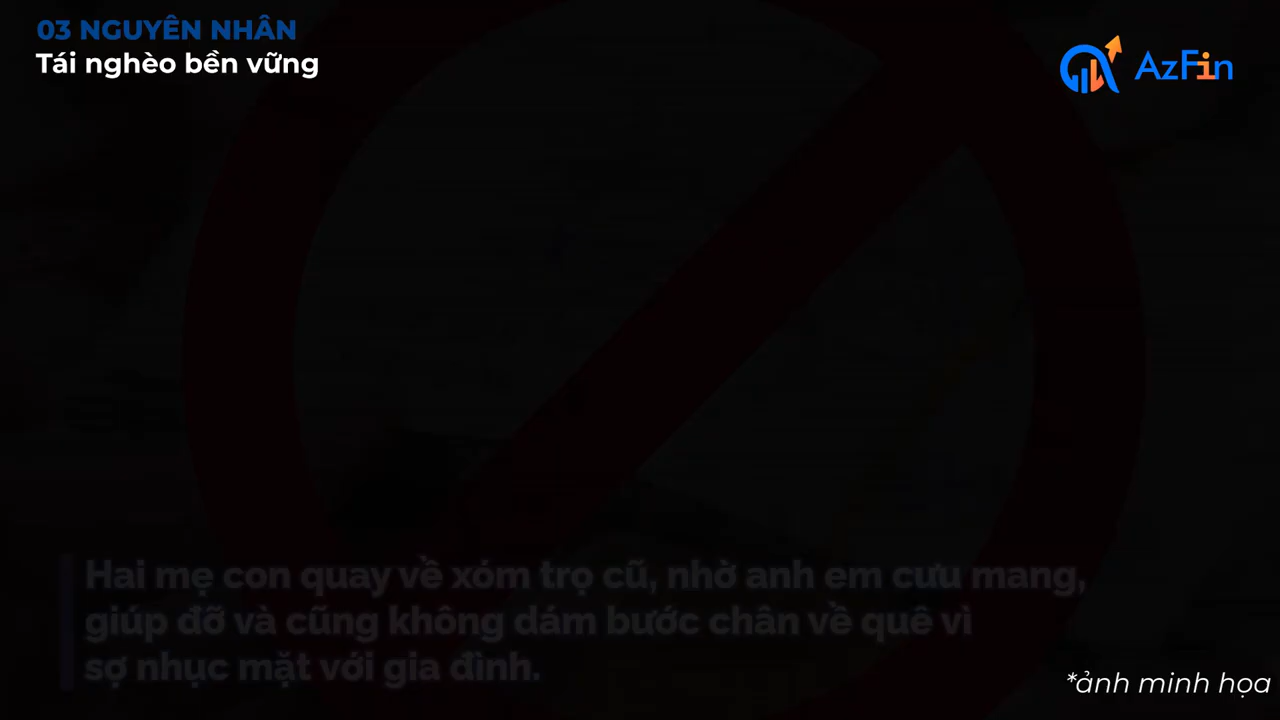 03 NGUYÊN NHÂN
Tái nghèo bền vững
AzFin
Hai mẹ con quay về xóm trọ cũ, nhờ anh em cưu mang,
giúp đỡ và cũng không dám bước chân về quê vì
sợ nhục mặt với gia đình.
*ảnh minh họa